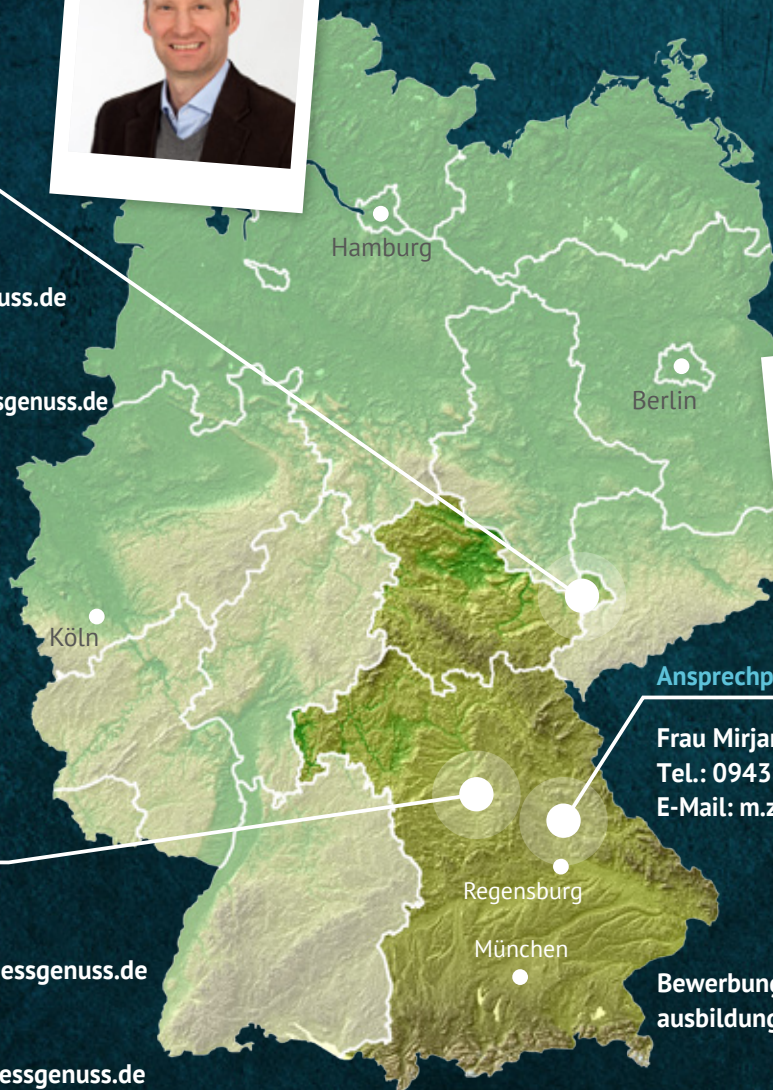 Hamburg
uss.de
Berlin
sgenuss.de
Köln
Ansprechp
Frau Mirjar
Tel.: 0943
E-Mail: m.z
Regensburg
München
essgenuss.de
Bewerbung
ausbildung
essgenuss.de